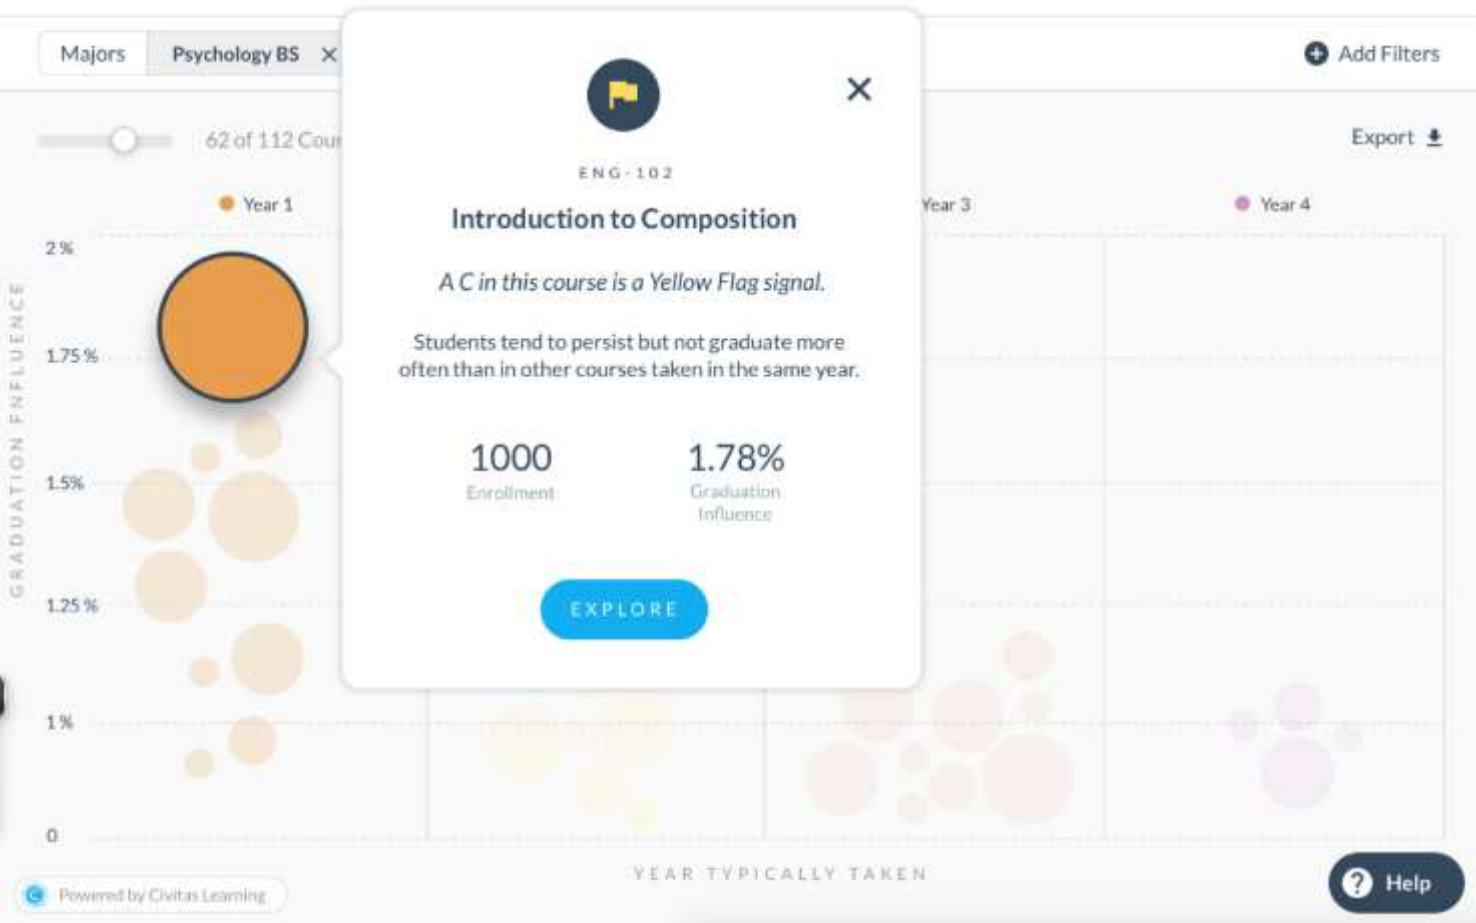 Majors
Psychology BS
Add Filters
62 of 112 Cour
Export
Year 1
Year 3
Year 4
ENG-102
Introduction to Composition
A C in this course is a Yellow Flag signal.
Students tend to persist but not graduate more
often than in other courses taken in the same year.
1000
Enrollment
1.78%
Graduation
Influence
EXPLORE
GRADUATION FNFLUENCE
2%
1.75%
1.5%
1.25%
1%
0
YEAR TYPICALLY TAKEN
Powered by Civitas Learning
? Help